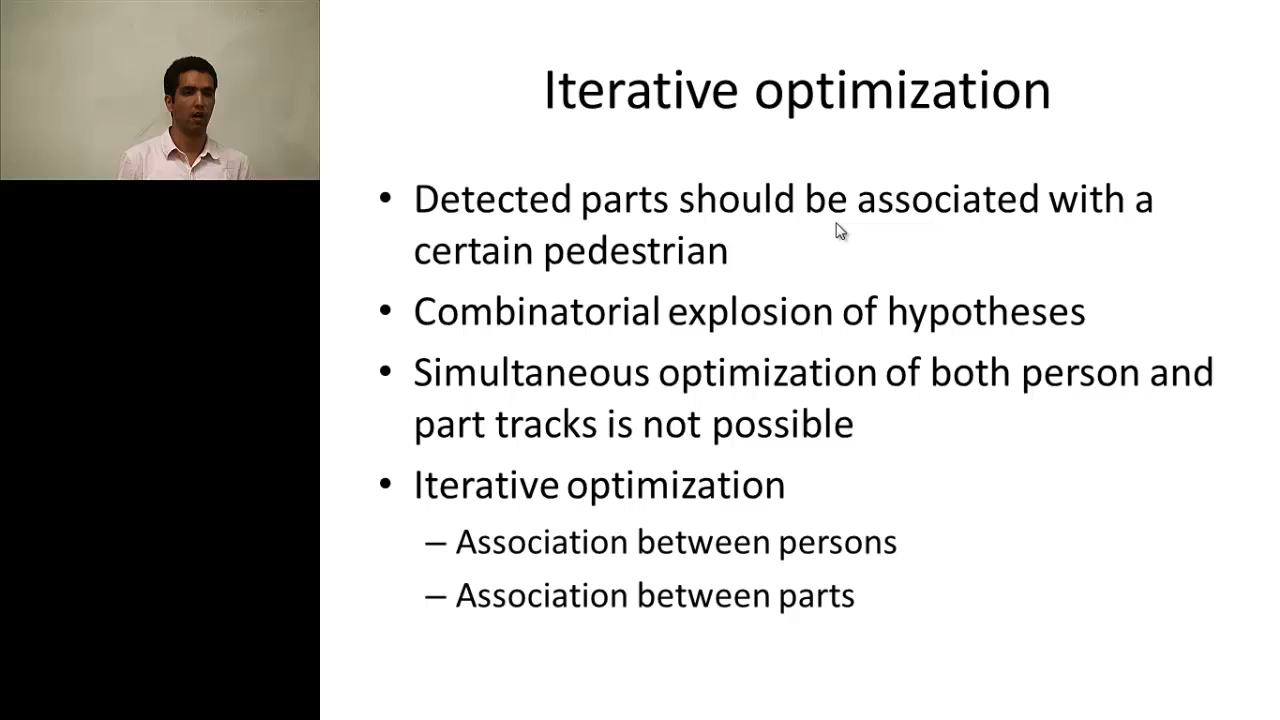 Iterative optimization
• Detected parts should be associated with a
certain pedestrian
• Combinatorial explosion of hypotheses
• Simultaneous optimization of both person and
part tracks is not possible
• Iterative optimization
– Association between persons
– Association between parts